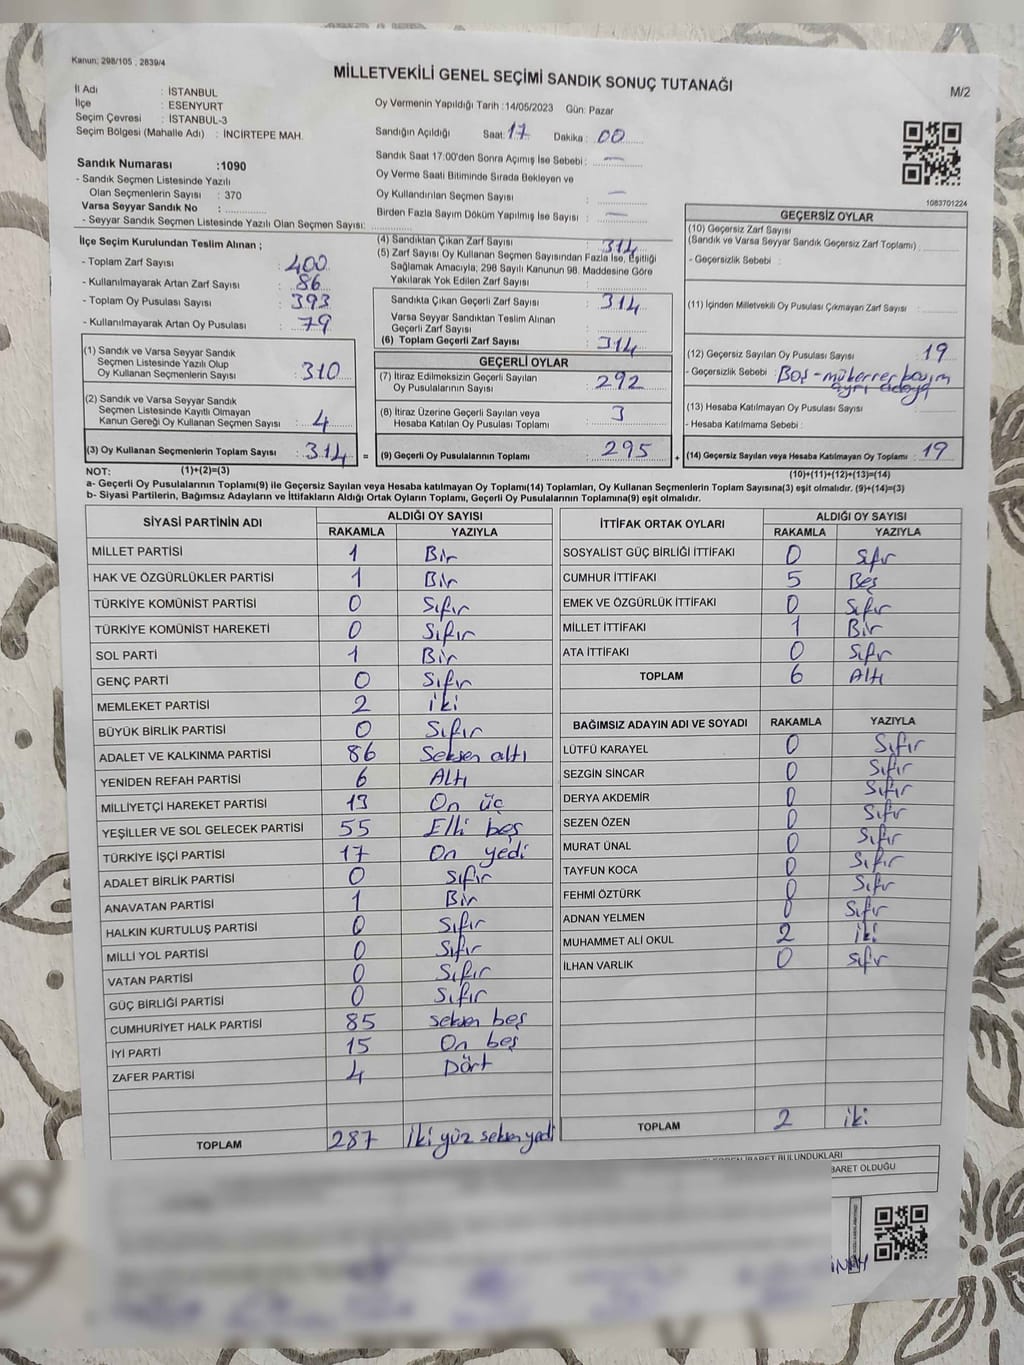 Kanun: 298/105 ; 2839/4
MİLLETVEKİLİ GENEL SEÇİMİ SANDIK SONUÇ TUTANAĞI
M/2
İl Adı : İSTANBUL
İlçe : ESENYURT
Seçim Çevresi : İSTANBUL-3
Seçim Bölgesi (Mahalle Adı) : İNCİRTEPE MAH.
Oy Vermenin Yapıldığı Tarih :14/05/2023 Gün: Pazar
Sandığın Açıldığı Saat: 17 Dakika : 00
Sandık Saat 17:00'den Sonra Açımış İse Sebebi : —
Oy Verme Saati Bitiminde Sırada Bekleyen ve
Oy Kullandırılan Seçmen Sayısı : —
Birden Fazla Sayım Döküm Yapılmış İse Sayısı : —
Sandık Numarası :1090
- Sandık Seçmen Listesinde Yazılı
Olan Seçmenlerin Sayısı : 370
Varsa Seyyar Sandık No :
- Seyyar Sandık Seçmen Listesinde Yazılı Olan Seçmen Sayısı:
1083701224
İlçe Seçim Kurulundan Teslim Alınan ;
- Toplam Zarf Sayısı : 400
- Kullanılmayarak Artan Zarf Sayısı : 86
- Toplam Oy Pusulası Sayısı : 393
- Kullanılmayarak Artan Oy Pusulası : 79
(1) Sandık ve Varsa Seyyar Sandık
Seçmen Listesinde Yazılı Olup
Oy Kullanan Seçmenlerin Sayısı : 310
(2) Sandık ve Varsa Seyyar Sandık
Seçmen Listesinde Kayıtlı Olmayan
Kanun Gereği Oy Kullanan Seçmen Sayısı : 4
(3) Oy Kullanan Seçmenlerin Toplam Sayısı : 314 =
(4) Sandıktan Çıkan Zarf Sayısı : 314
(5) Zarf Sayısı Oy Kullanan Seçmen Sayısından Fazla İse, Eşitliği
Sağlamak Amacıyla; 298 Sayılı Kanunun 98. Maddesine Göre
Yakılarak Yok Edilen Zarf Sayısı :
Sandıkta Çıkan Geçerli Zarf Sayısı : 314
Varsa Seyyar Sandıktan Teslim Alınan
Geçerli Zarf Sayısı :
(6) Toplam Geçerli Zarf Sayısı : 314
GEÇERLİ OYLAR
(7) İtiraz Edilmeksizin Geçerli Sayılan
Oy Pusulalarının Sayısı : 292
(8) İtiraz Üzerine Geçerli Sayılan veya
Hesaba Katılan Oy Pusulası Toplamı : 3
(9) Geçerli Oy Pusulalarının Toplamı : 295 +
GEÇERSİZ OYLAR
(10) Geçersiz Zarf Sayısı
(Sandık ve Varsa Seyyar Sandık Geçersiz Zarf Toplamı) :
- Geçersizlik Sebebi :
(11) İçinden Milletvekili Oy Pusulası Çıkmayan Zarf Sayısı :
(12) Geçersiz Sayılan Oy Pusulası Sayısı : 19
- Geçersizlik Sebebi : Boş - mükerrer basım
ayrı adaya
(13) Hesaba Katılmayan Oy Pusulası Sayısı :
- Hesaba Katılmama Sebebi :
(14) Geçersiz Sayılan veya Hesaba Katılmayan Oy Toplamı : 19
NOT: (1)+(2)=(3)
(10)+(11)+(12)+(13)=(14)
a- Geçerli Oy Pusulalarının Toplamı(9) ile Geçersiz Sayılan veya Hesaba katılmayan Oy Toplamı(14) Toplamları, Oy Kullanan Seçmenlerin Toplam Sayısına(3) eşit olmalıdır. (9)+(14)=(3)
b- Siyasi Partilerin, Bağımsız Adayların ve İttifakların Aldığı Ortak Oyların Toplamı, Geçerli Oy Pusulalarının Toplamına(9) eşit olmalıdır.
SİYASİ PARTİNİN ADI ALDIĞI OY SAYISI
RAKAMLA YAZIYLA
MİLLET PARTİSİ 1 Bir
HAK VE ÖZGÜRLÜKLER PARTİSİ 1 Bir
TÜRKİYE KOMÜNİST PARTİSİ 0 Sıfır
TÜRKİYE KOMÜNİST HAREKETİ 0 Sıfır
SOL PARTİ 1 Bir
GENÇ PARTİ 0 Sıfır
MEMLEKET PARTİSİ 2 iki
BÜYÜK BİRLİK PARTİSİ 0 Sıfır
ADALET VE KALKINMA PARTİSİ 86 Seksen altı
YENİDEN REFAH PARTİSİ 6 Altı
MİLLİYETÇİ HAREKET PARTİSİ 13 On üç
YEŞİLLER VE SOL GELECEK PARTİSİ 55 Elli beş
TÜRKİYE İŞÇİ PARTİSİ 17 On yedi
ADALET BİRLİK PARTİSİ 0 Sıfır
ANAVATAN PARTİSİ 1 Bir
HALKIN KURTULUŞ PARTİSİ 0 Sıfır
MİLLİ YOL PARTİSİ 0 Sıfır
VATAN PARTİSİ 0 Sıfır
GÜÇ BİRLİĞİ PARTİSİ 0 Sıfır
CUMHURİYET HALK PARTİSİ 85 seksen beş
İYİ PARTİ 15 On beş
ZAFER PARTİSİ 4 Dört
TOPLAM 287 iki yüz seksen yedi
İTTİFAK ORTAK OYLARI ALDIĞI OY SAYISI
RAKAMLA YAZIYLA
SOSYALİST GÜÇ BİRLİĞİ İTTİFAKI 0 Sıfır
CUMHUR İTTİFAKI 5 Beş
EMEK VE ÖZGÜRLÜK İTTİFAKI 0 Sıfır
MİLLET İTTİFAKI 1 Bir
ATA İTTİFAKI 0 Sıfır
TOPLAM 6 Altı
BAĞIMSIZ ADAYIN ADI VE SOYADI RAKAMLA YAZIYLA
LÜTFÜ KARAYEL 0 Sıfır
SEZGİN SİNCAR 0 Sıfır
DERYA AKDEMİR 0 Sıfır
SEZEN ÖZEN 0 Sıfır
MURAT ÜNAL 0 Sıfır
TAYFUN KOCA 0 Sıfır
FEHMİ ÖZTÜRK 0 Sıfır
ADNAN YELMEN 0 Sıfır
MUHAMMET ALİ OKUL 2 iki
İLHAN VARLIK 0 Sıfır
TOPLAM 2 iki
BULUNDUKLARI
BARET OLDUĞU